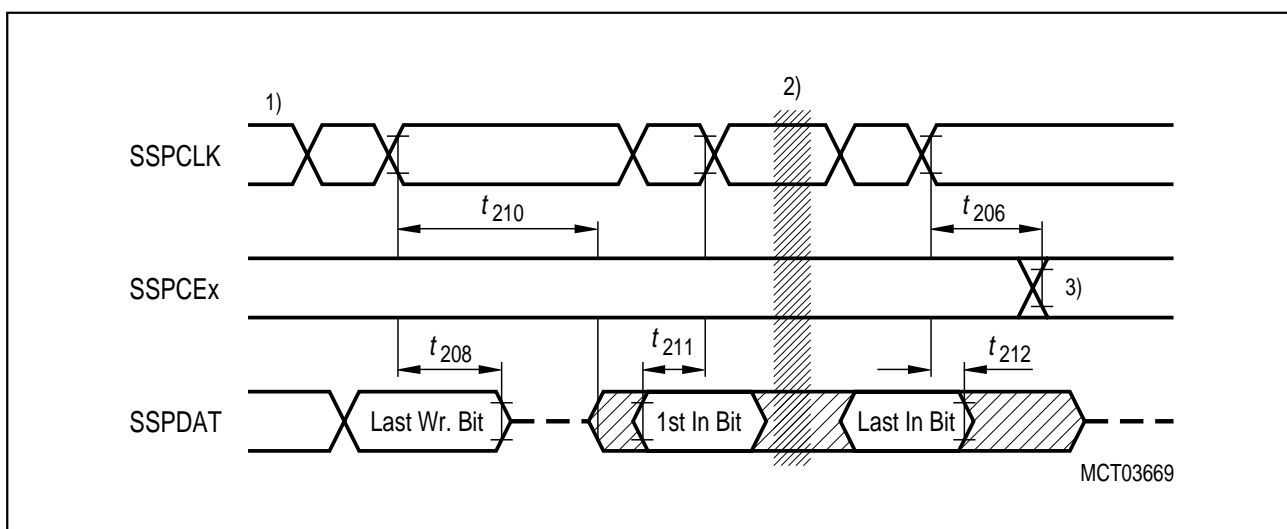 1)
2)
SSPCLK
t210
t206
SSPCEx
3)
t208
t211
t212
SSPDAT
Last Wr. Bit
1st In Bit
Last In Bit
MCT03669